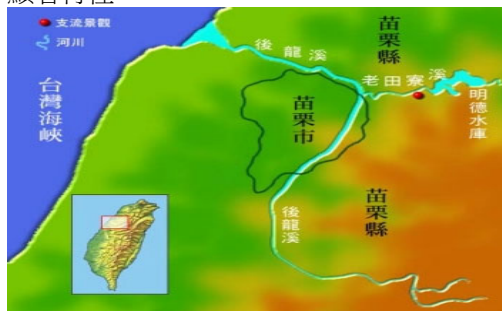 支流景觀
河川
後龍溪
苗栗縣
老田寮溪
明德水庫
台灣海峽
苗栗市
苗栗縣
後龍溪